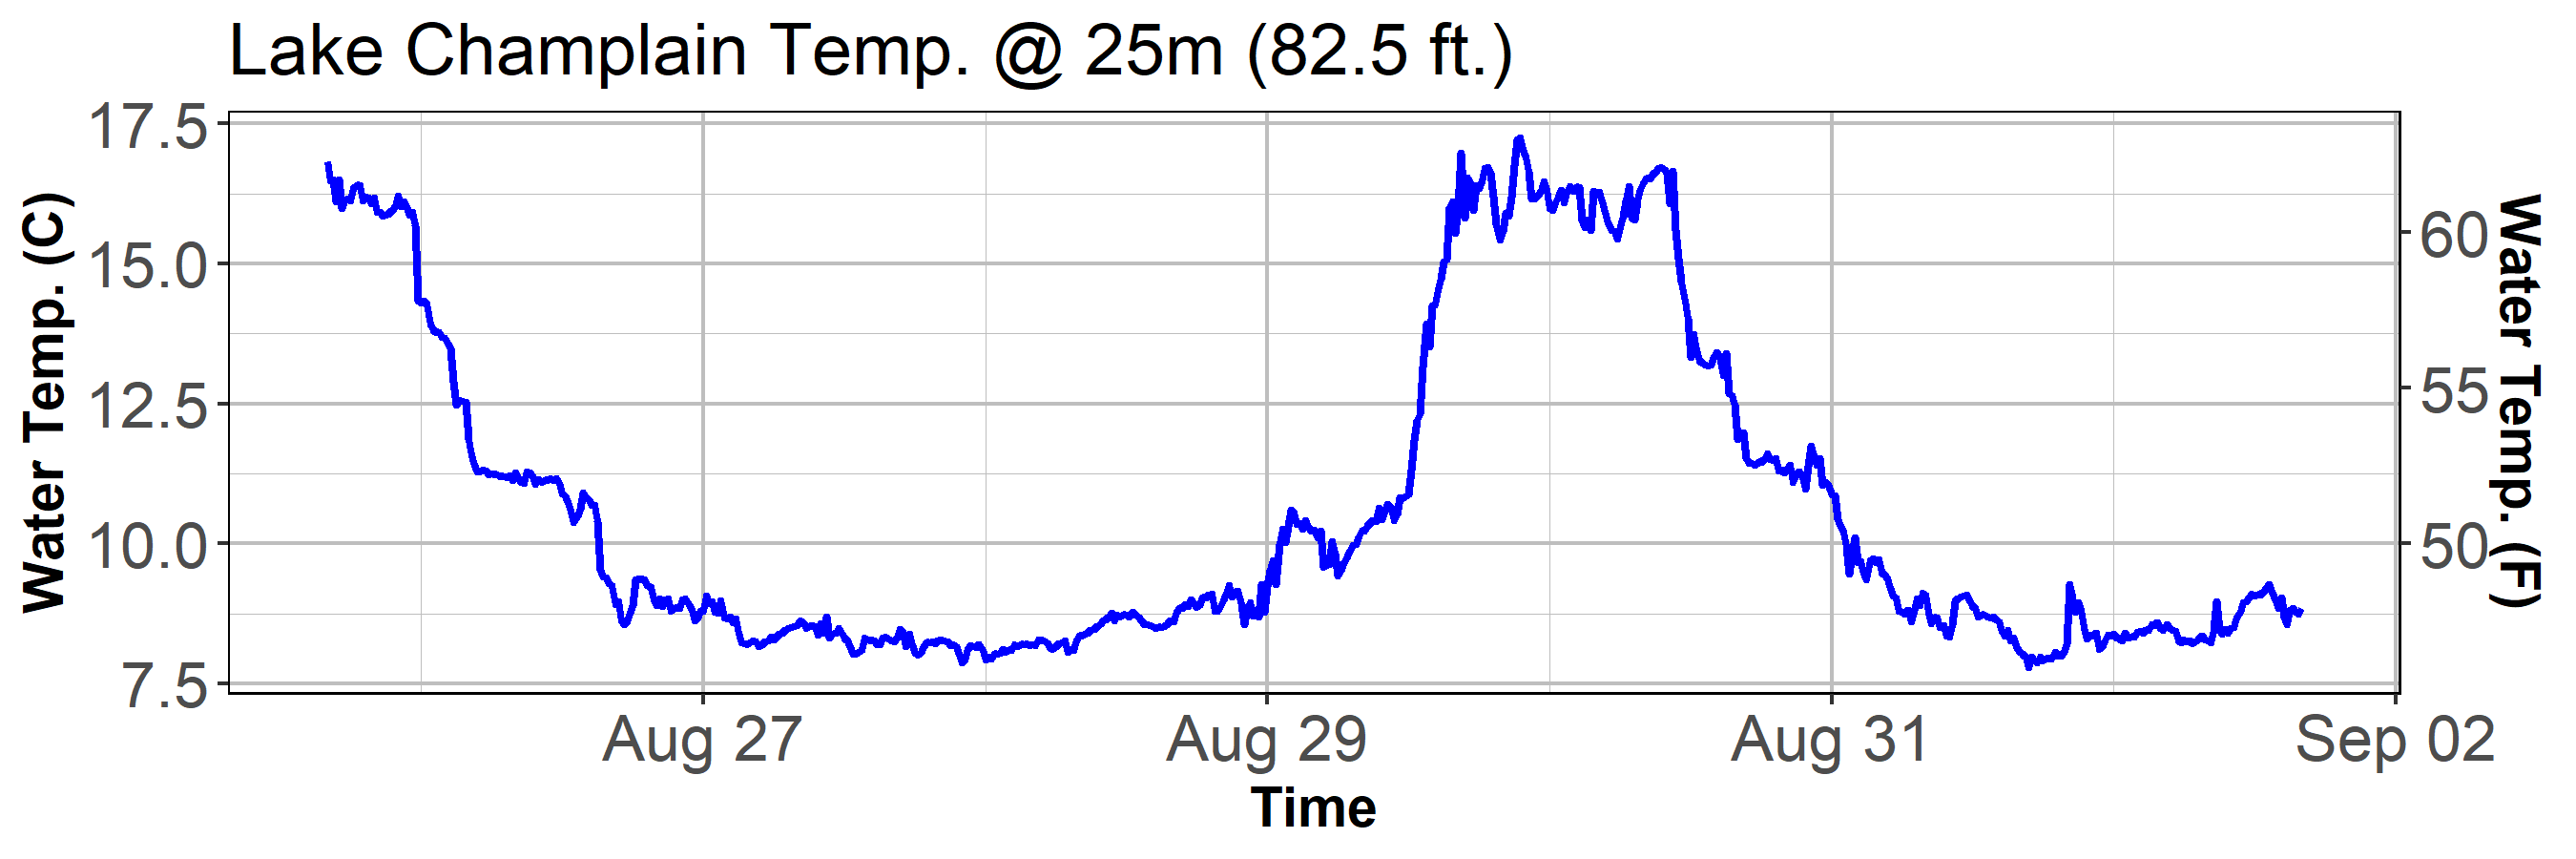 Lake Champlain Temp. @ 25m (82.5 ft.)
Water Temp. (C)
17.5
15.0
12.5
10.0
7.5
60
55
50
Water Temp. (F)
Aug 27 Aug 29 Aug 31 Sep 02
Time